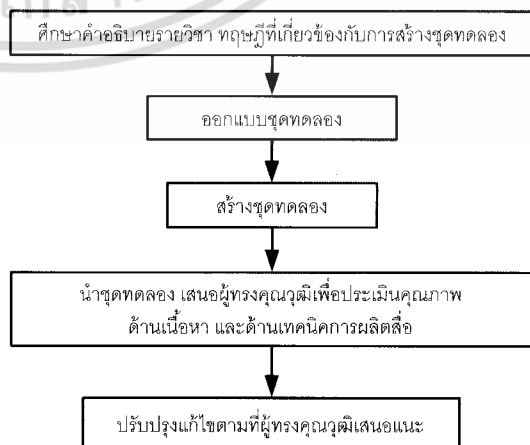 ศึกษาคำอธิบายรายวิชา ทฤษฎีที่เกี่ยวข้องกับการสร้างชุดทดลอง
ออกแบบชุดทดลอง
สร้างชุดทดลอง
นำชุดทดลอง เสนอผู้ทรงคุณวุฒิเพื่อประเมินคุณภาพ
ด้านเนื้อหา และด้านเทคนิคการผลิตสื่อ
ปรับปรุงแก้ไขตามที่ผู้ทรงคุณวุฒิเสนอแนะ